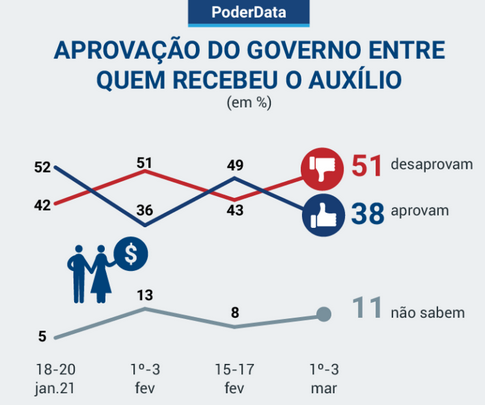 PoderData
APROVAÇÃO DO GOVERNO ENTRE
QUEM RECEBEU O AUXÍLIO
(em %)
52
51
49
51 desaprovam
42
36
43
38 aprovam
$
13
8
11 não sabem
5
18-20 1º-3 15-17 1º-3
jan.21 fev fev mar